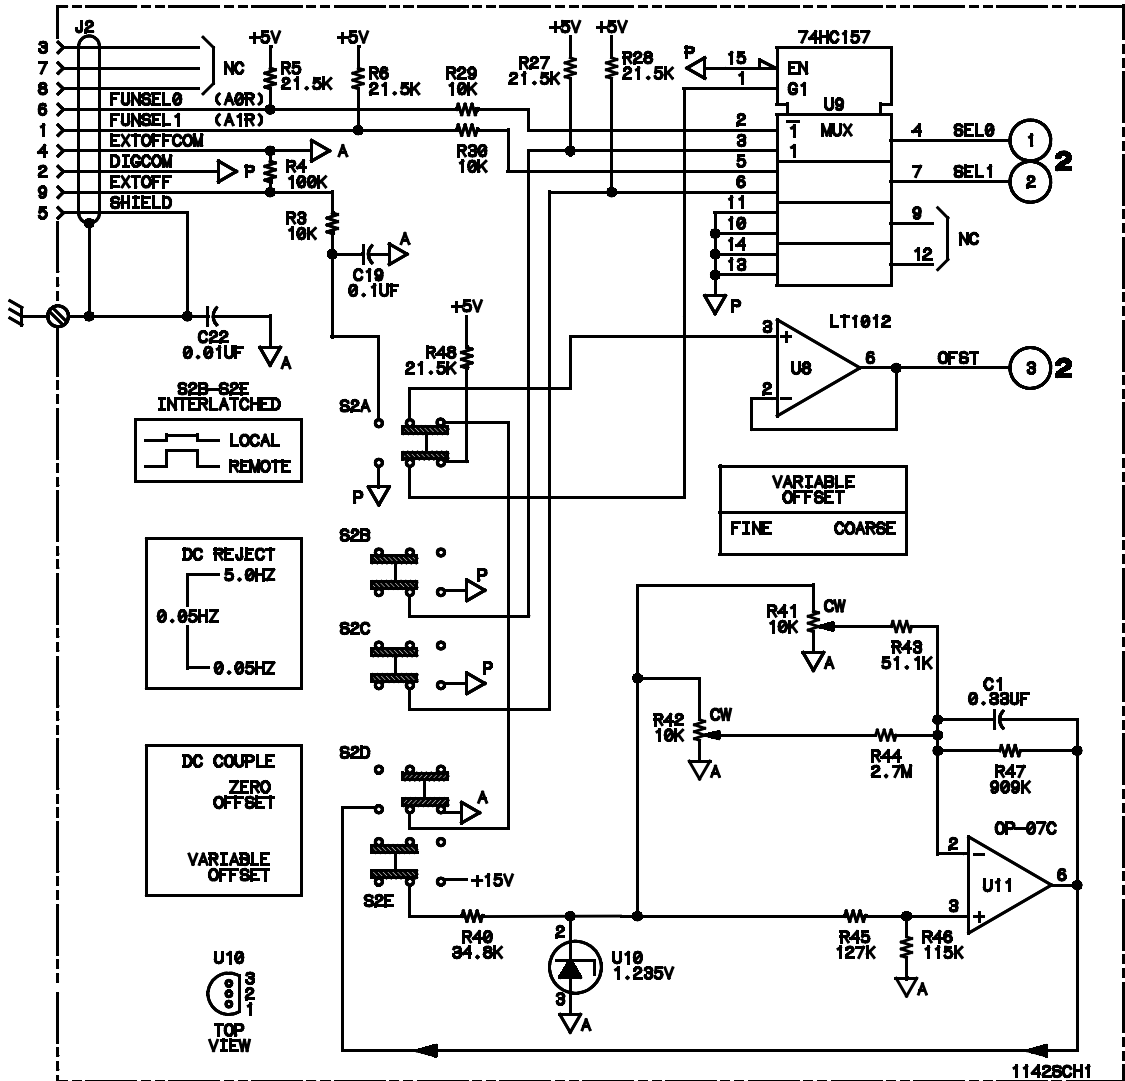 J2
3
7
8
6
1
4
2
9
5
NC
FUNSEL0 (A0R)
FUNSEL1 (A1R)
EXTOFFCOM
DIGCOM
EXTOFF
SHIELD
+5V
R5
21.5K
+5V
R6
21.5K
R29
10K
R30
10K
+5V
R27
21.5K
+5V
R28
21.5K
A
P
R4
100K
R3
10K
A
C19
0.1UF
C22
0.01UF
A
P
74HC157
15
1
EN
G1
U9
MUX
2
3
5
6
11
10
14
13
1
1
4
SEL0
1
2
7
SEL1
2
9
12
NC
P
LT1012
3
2
U8
6
OFST
3
2
S2B-S2E
INTERLATCHED
LOCAL
REMOTE
+5V
R48
21.5K
S2A
P
VARIABLE
OFFSET
FINE COARSE
DC REJECT
5.0HZ
0.05HZ
0.05HZ
S2B
P
S2C
P
R41
10K
CW
A
R43
51.1K
R42
10K
CW
A
R44
2.7M
C1
0.33UF
R47
909K
DC COUPLE
ZERO
OFFSET
VARIABLE
OFFSET
S2D
A
S2E
+15V
OP-07C
2
3
U11
6
R40
34.8K
2
3
U10
1.235V
A
R45
127K
R46
115K
A
U10
3
2
1
TOP
VIEW
1142SCH1